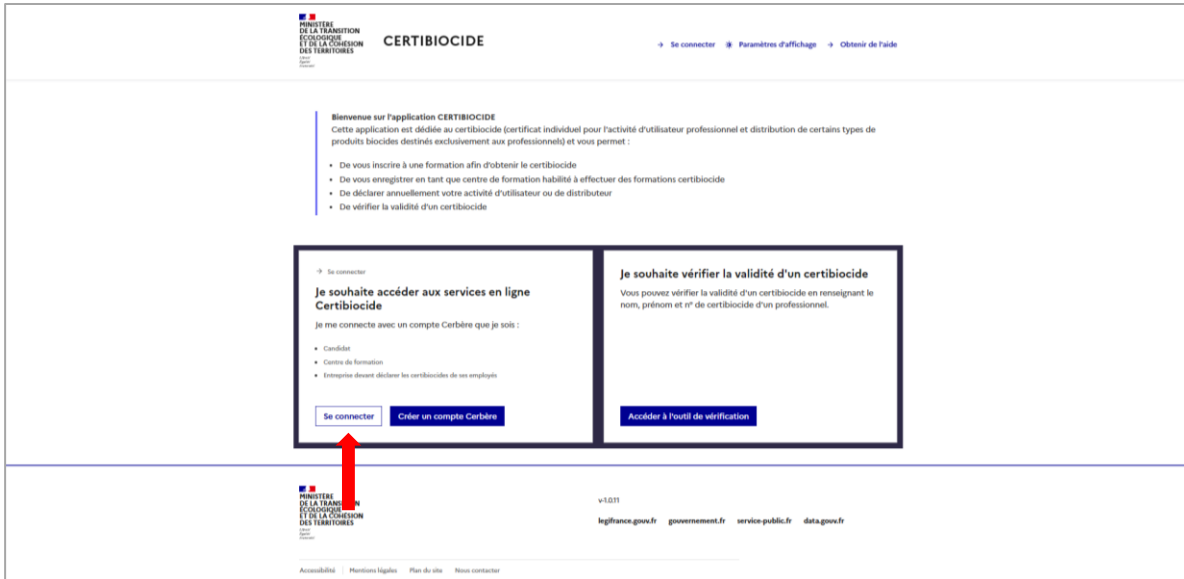 MINISTÈRE
DE LA TRANSITION
ÉCOLOGIQUE
ET DE LA COHÉSION
DES TERRITOIRES
Liberté
Égalité
Fraternité
CERTIBIOCIDE
Se connecter
Paramètres d'affichage
Obtenir de l'aide
Bienvenue sur l'application CERTIBIOCIDE
Cette application est dédiée au certibiocide (certificat individuel pour l'activité d'utilisateur professionnel et distribution de certains types de
produits biocides destinés exclusivement aux professionnels) et vous permet :
• De vous inscrire à une formation afin d'obtenir le certibiocide
• De vous enregistrer en tant que centre de formation habilité à effectuer des formations certibiocide
• De déclarer annuellement votre activité d'utilisateur ou de distributeur
• De vérifier la validité d'un certibiocide
Se connecter
Je souhaite accéder aux services en ligne
Certibiocide
Je me connecte avec un compte Cerbère que je sois :
• Candidat
• Centre de formation
• Entreprise devant déclarer les certibiocides de ses employés
Se connecter
Créer un compte Cerbère
Je souhaite vérifier la validité d'un certibiocide
Vous pouvez vérifier la validité d'un certibiocide en renseignant le
nom, prénom et n° de certibiocide d'un professionnel.
Accéder à l'outil de vérification
MINISTÈRE
DE LA TRANS N
ÉCOLOGIQUE
ET DE LA COHÉSION
DES TERRITOIRES
Liberté
Égalité
Fraternité
v-1.0.11
legifrance.gouv.fr gouvernement.fr service-public.fr data.gouv.fr
Accessibilité Mentions légales Plan du site Nous contacter